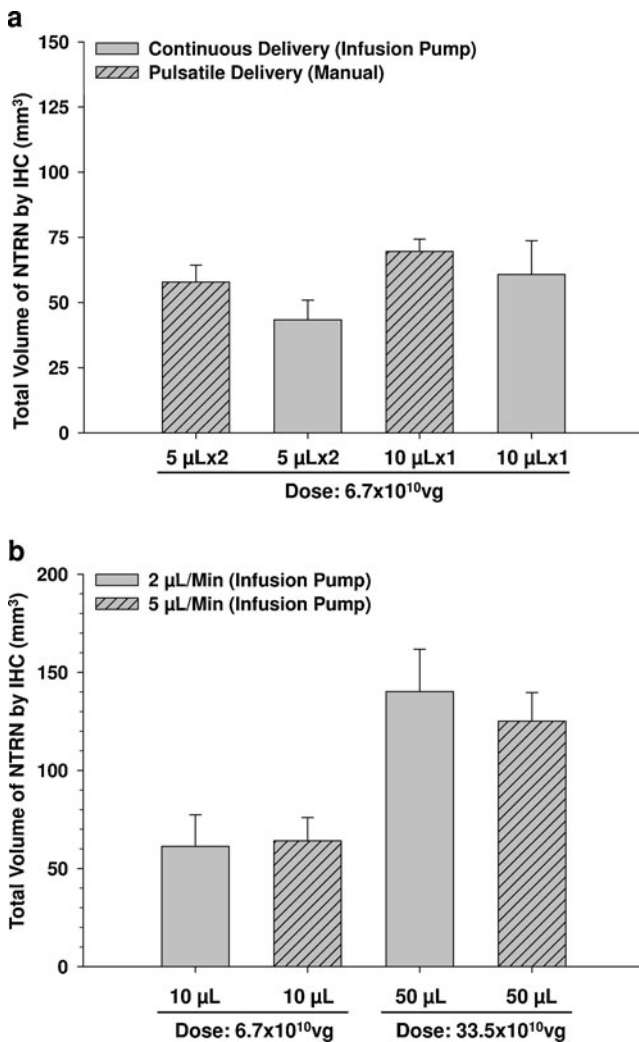 a
Total Volume of NTRN by IHC (mm³)
150
125
100
75
50
25
0
Continuous Delivery (Infusion Pump)
Pulsatile Delivery (Manual)
5 µLx2 5 µLx2 10 µLx1 10 µLx1
Dose: 6.7x10¹⁰vg
b
Total Volume of NTRN by IHC (mm³)
200
150
100
50
0
2 µL/Min (Infusion Pump)
5 µL/Min (Infusion Pump)
10 µL 10 µL 50 µL 50 µL
Dose: 6.7x10¹⁰vg Dose: 33.5x10¹⁰vg